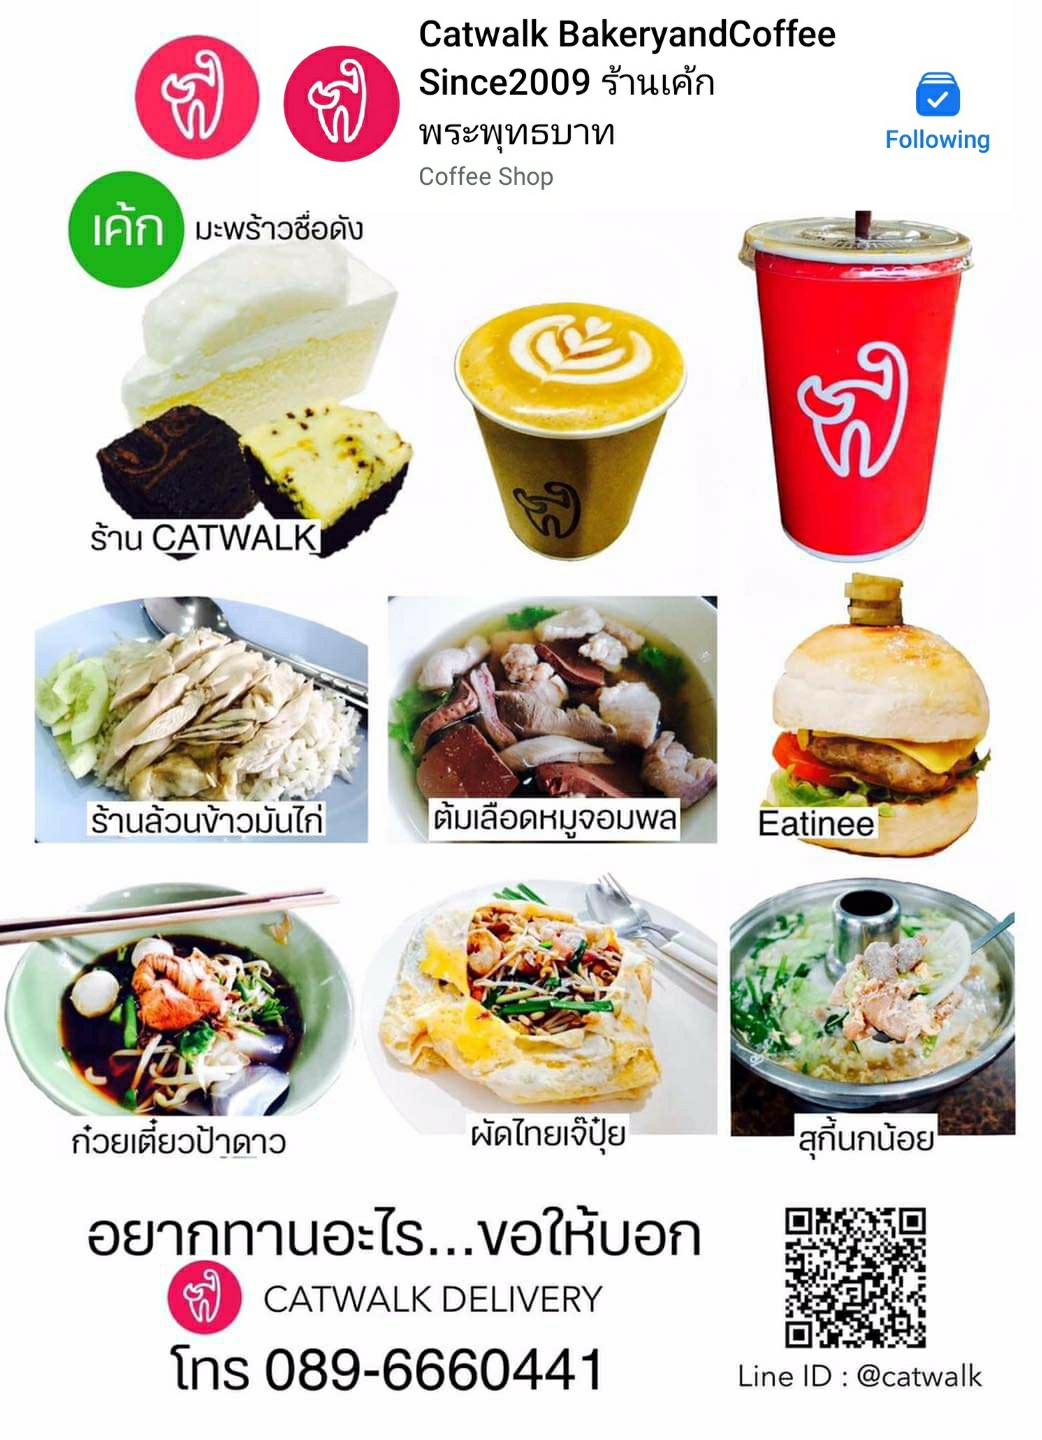 Catwalk BakeryandCoffee
Since2009 ร้านเค้ก
พระพุทธบาท
Coffee Shop
Following
เค้ก มะพร้าวชื่อดัง
ร้าน CATWALK
ร้านล้วนข้าวมันไก่
ต้มเลือดหมูจอมพล
Eatinee
ก๋วยเตี๋ยวป้าดาว
ผัดไทยเจ๊ปุ๋ย
สุกี้นกน้อย
อยากทานอะไร...ขอให้บอก
CATWALK DELIVERY
โทร 089-6660441
Line ID : @catwalk